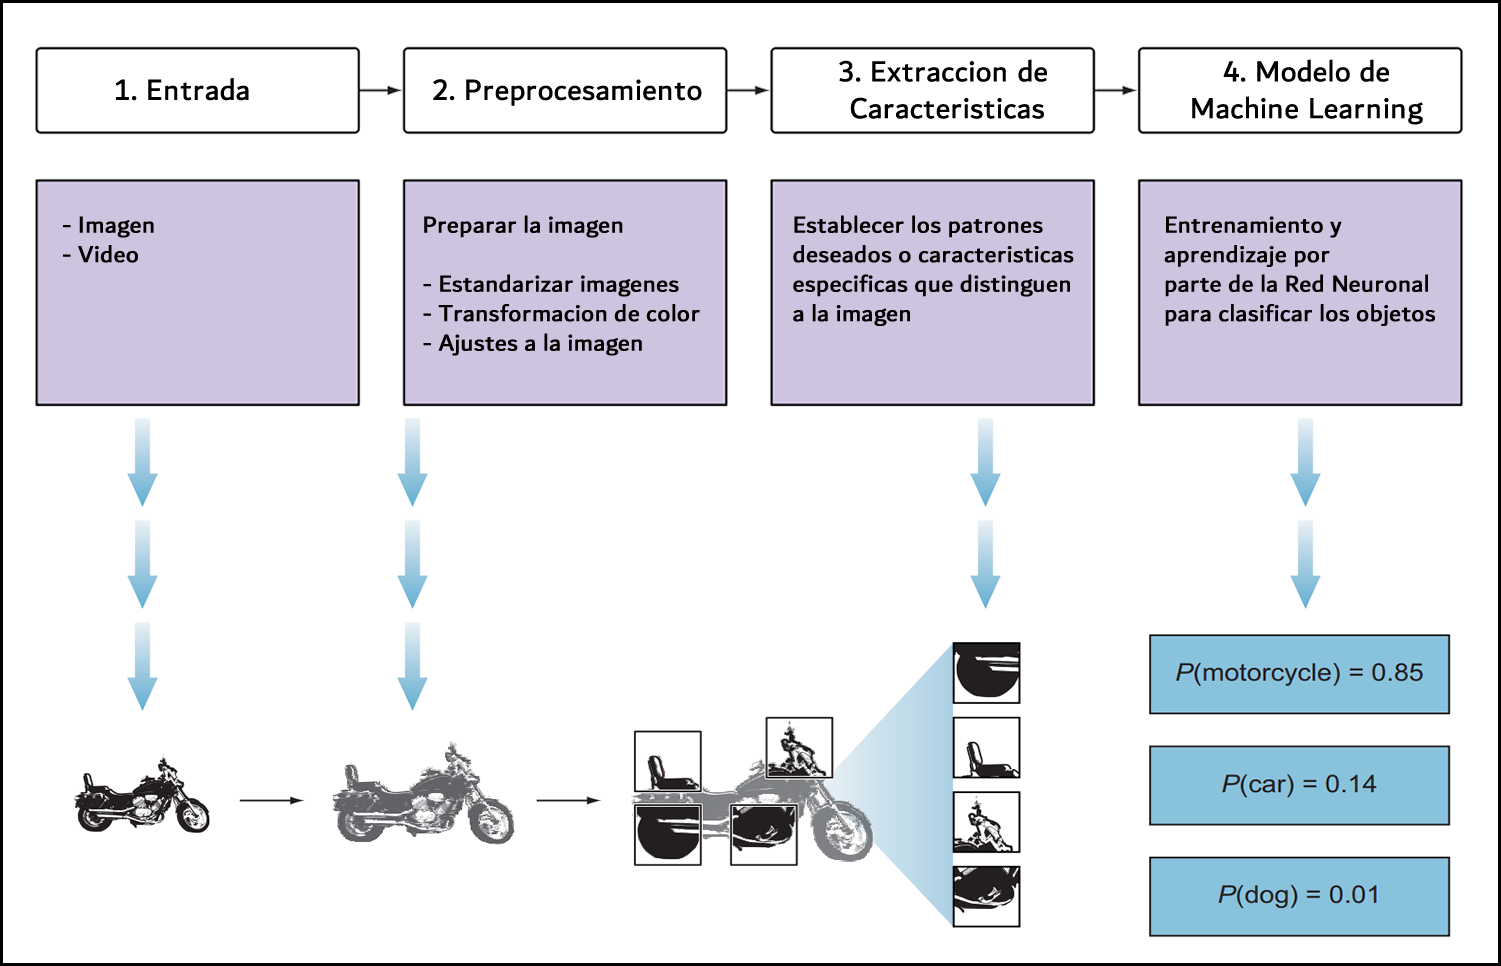 1. Entrada
2. Preprocesamiento
3. Extraccion de
Caracteristicas
4. Modelo de
Machine Learning
- Imagen
- Video
Preparar la imagen
- Estandarizar imagenes
- Transformacion de color
- Ajustes a la imagen
Establecer los patrones
deseados o caracteristicas
especificas que distinguen
a la imagen
Entrenamiento y
aprendizaje por
parte de la Red Neuronal
para clasificar los objetos
P(motorcycle) = 0.85
P(car) = 0.14
P(dog) = 0.01